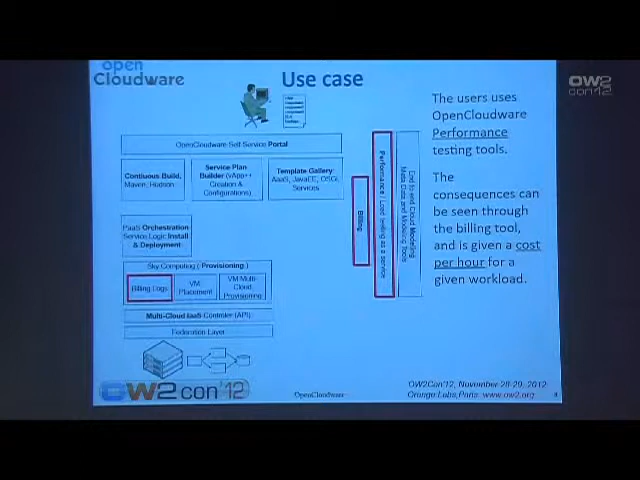 open
Cloudware
Use case
OW2
con'12
The users uses
OpenCloudware
Performance
testing tools.
The
consequences can
be seen through
the billing tool,
and is given a cost
per hour for a
given workload.
OpenCloudware Self Service Portal
Continuous Build,
Maven, Hudson
Service Plan
Builder (vApp++
Creation &
Configurations)
Template Gallery:
AaaS, JavaEE, OSGi,
Services
Billing
Performance / Load testing as a service
End to end Cloud Modeling
Meta Data and Modeling Tools
PaaS Orchestration
Service Logic Install
& Deployment
Sky Computing (Provisioning)
Billing Logs
VM
Placement
VM Multi-
Cloud
Provisioning
Multi-Cloud IaaS Controller (API)
Federation Layer
OW2con'12
OpenCloudware
OW2Con'12, November 28-29, 2012
Orange Labs, Paris. www.ow2.org